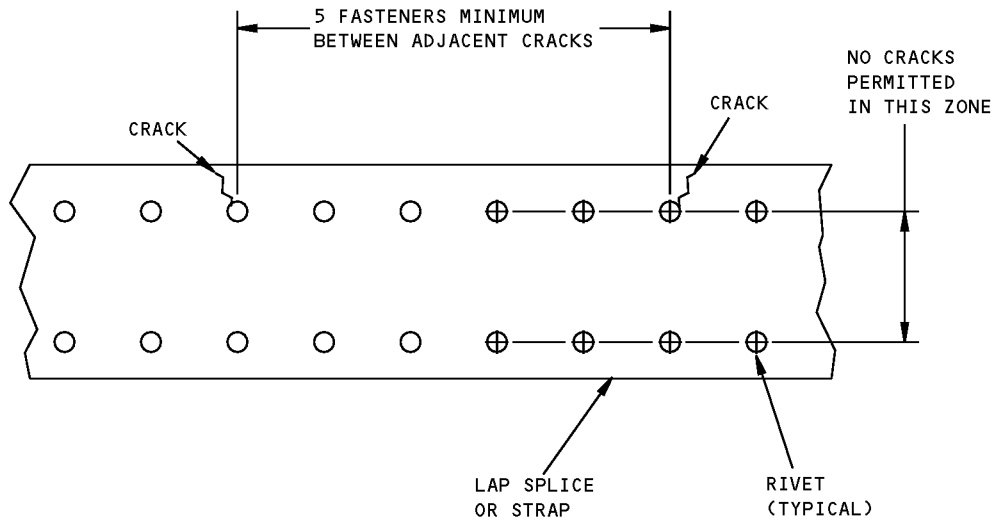 5 FASTENERS MINIMUM
BETWEEN ADJACENT CRACKS
NO CRACKS
PERMITTED
IN THIS ZONE
CRACK
CRACK
LAP SPLICE
OR STRAP
RIVET
(TYPICAL)